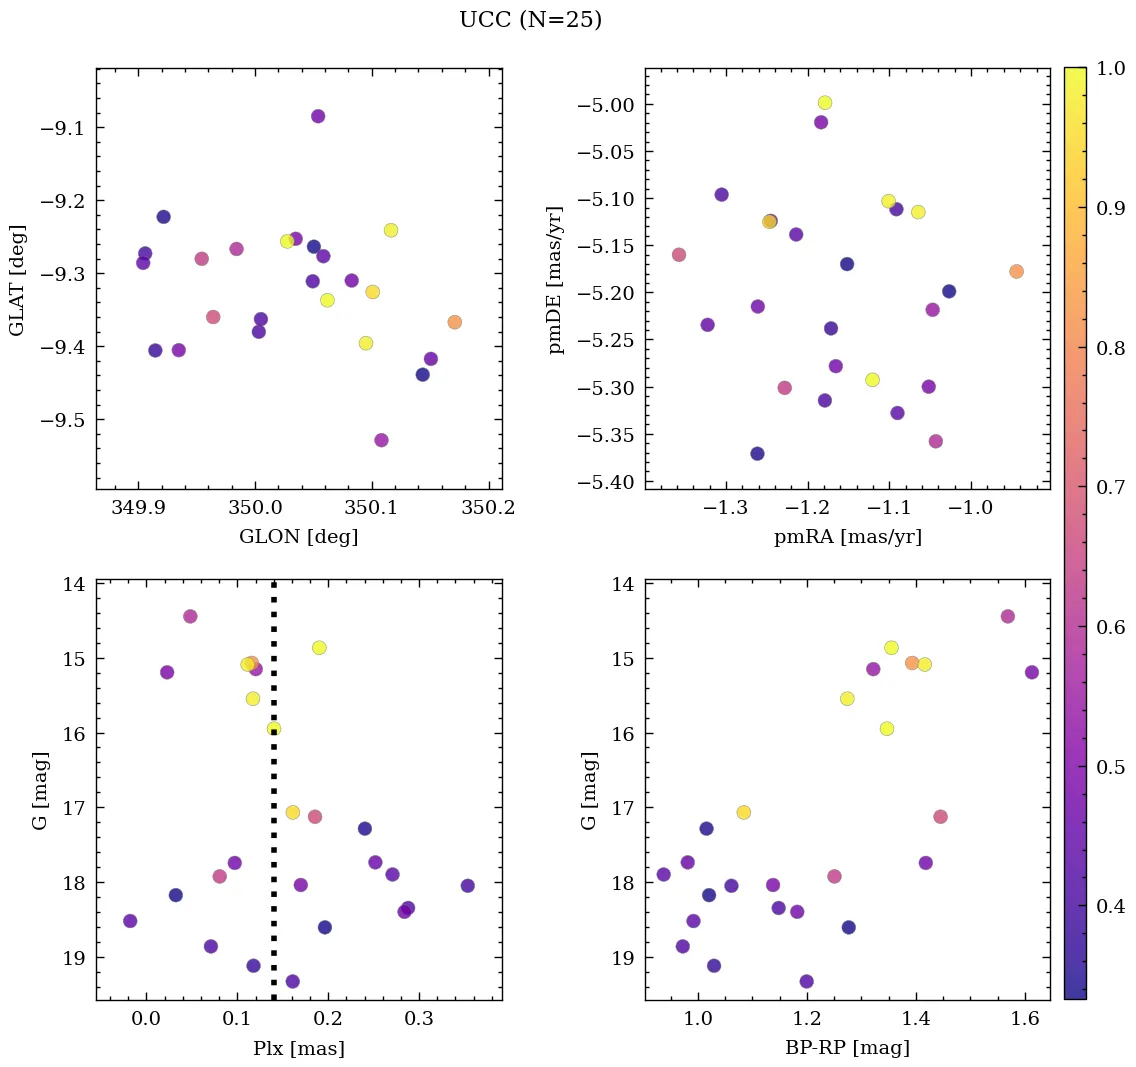 UCC (N=25)
−9.1
−9.2
−9.3
−9.4
−9.5
GLAT [deg]
349.9 350.0 350.1 350.2
GLON [deg]
−5.00
−5.05
−5.10
−5.15
−5.20
−5.25
−5.30
−5.35
−5.40
pmDE [mas/yr]
−1.3 −1.2 −1.1 −1.0
pmRA [mas/yr]
14
15
16
17
18
19
G [mag]
0.0 0.1 0.2 0.3
Plx [mas]
14
15
16
17
18
19
G [mag]
1.0 1.2 1.4 1.6
BP-RP [mag]
1.0
0.9
0.8
0.7
0.6
0.5
0.4